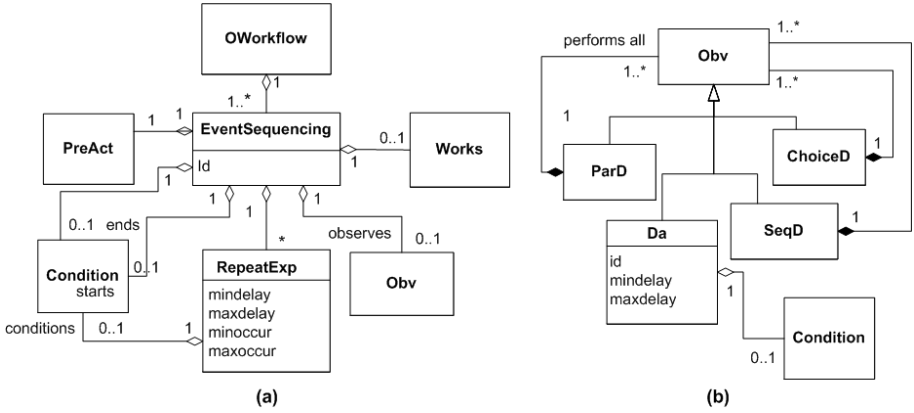 OWorkflow
1
1..*
EventSequencing
Id
PreAct
1
1
0..1
1
Works
1
0..1
ends
1
1
*
1
observes
0..1
Obv
Condition
starts
0..1
RepeatExp
mindelay
maxdelay
minoccur
maxoccur
conditions
0..1
1
(a)
performs all
Obv
1..*
1..*
1..*
1
ParD
ChoiceD
1
SeqD
1
Da
id
mindelay
maxdelay
1
0..1
Condition
(b)